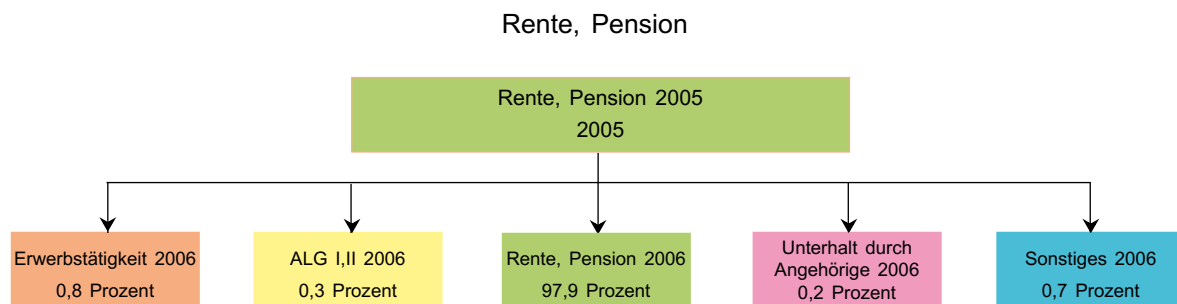 Rente, Pension
Rente, Pension 2005
2005
Erwerbstätigkeit 2006
0,8 Prozent
ALG I,II 2006
0,3 Prozent
Rente, Pension 2006
97,9 Prozent
Unterhalt durch
Angehörige 2006
0,2 Prozent
Sonstiges 2006
0,7 Prozent